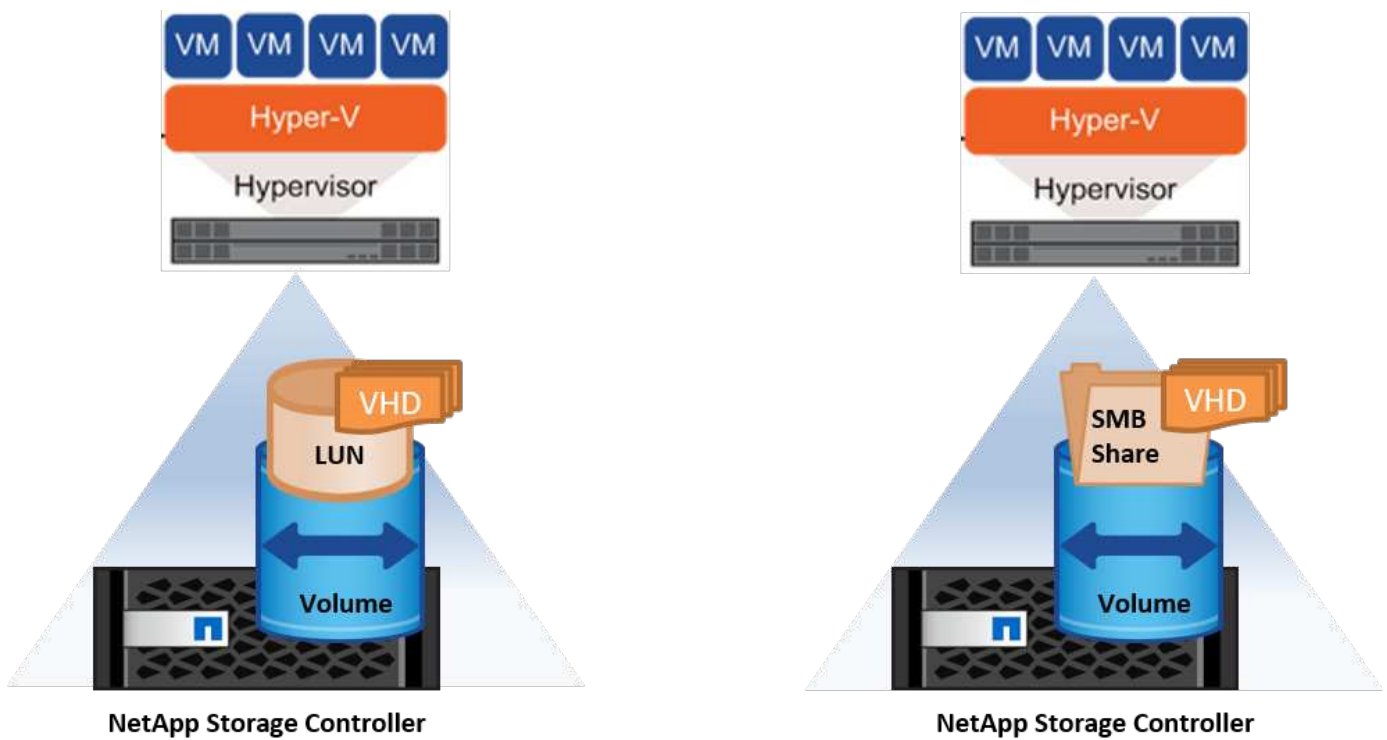 VM VM VM VM
Hyper-V
Hypervisor
VHD
LUN
Volume
NetApp Storage Controller
VM VM VM VM
Hyper-V
Hypervisor
VHD
SMB
Share
Volume
NetApp Storage Controller